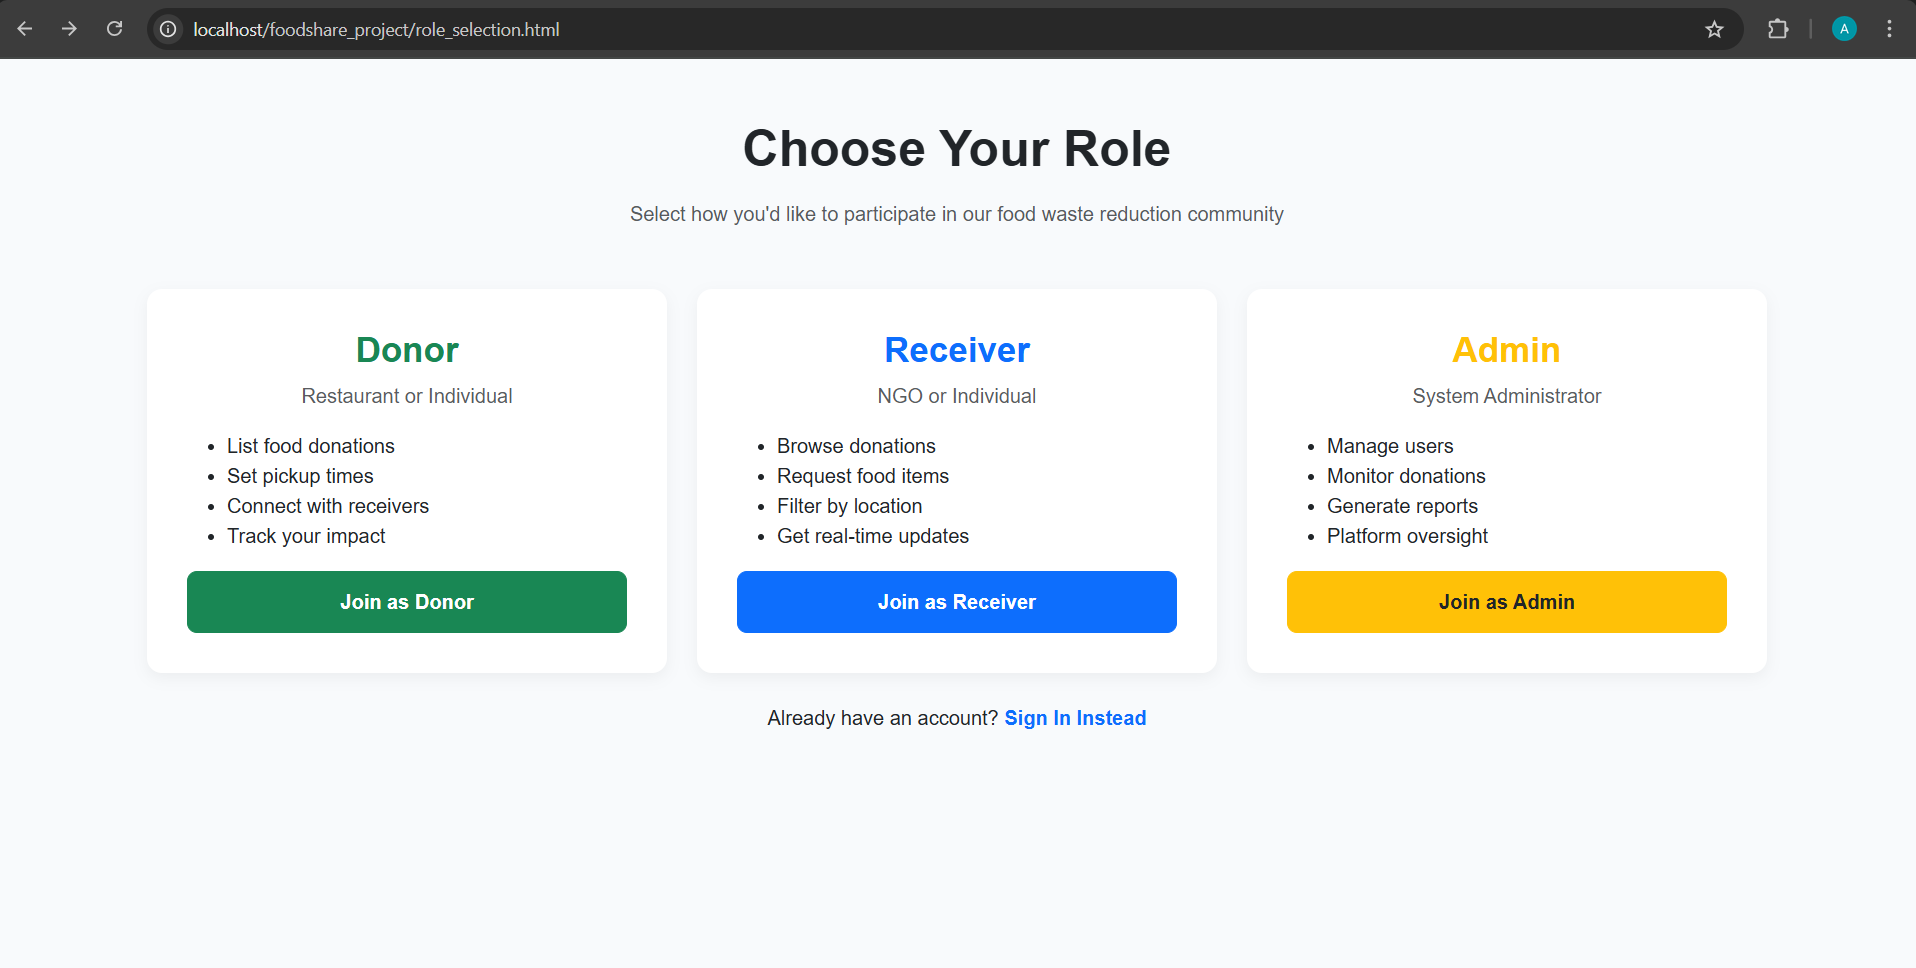 localhost/foodshare_project/role_selection.html
A
Choose Your Role
Select how you'd like to participate in our food waste reduction community
Donor
Restaurant or Individual
• List food donations
• Set pickup times
• Connect with receivers
• Track your impact
Join as Donor
Receiver
NGO or Individual
• Browse donations
• Request food items
• Filter by location
• Get real-time updates
Join as Receiver
Admin
System Administrator
• Manage users
• Monitor donations
• Generate reports
• Platform oversight
Join as Admin
Already have an account? Sign In Instead